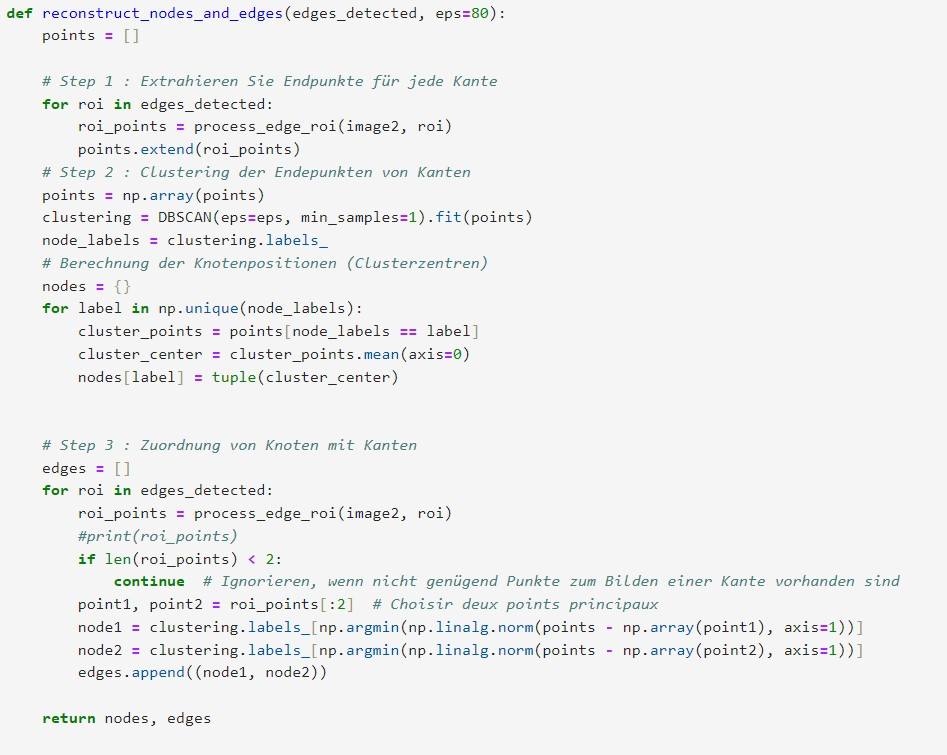 def reconstruct_nodes_and_edges(edges_detected, eps=80):
    points = []

    # Step 1 : Extrahieren Sie Endpunkte für jede Kante
    for roi in edges_detected:
        roi_points = process_edge_roi(image2, roi)
        points.extend(roi_points)
    # Step 2 : Clustering der Endepunkten von Kanten
    points = np.array(points)
    clustering = DBSCAN(eps=eps, min_samples=1).fit(points)
    node_labels = clustering.labels_
    # Berechnung der Knotenpositionen (Clusterzentren)
    nodes = {}
    for label in np.unique(node_labels):
        cluster_points = points[node_labels == label]
        cluster_center = cluster_points.mean(axis=0)
        nodes[label] = tuple(cluster_center)


    # Step 3 : Zuordnung von Knoten mit Kanten
    edges = []
    for roi in edges_detected:
        roi_points = process_edge_roi(image2, roi)
        #print(roi_points)
        if len(roi_points) < 2:
            continue  # Ignorieren, wenn nicht genügend Punkte zum Bilden einer Kante vorhanden sind
        point1, point2 = roi_points[:2]  # Choisir deux points principaux
        node1 = clustering.labels_[np.argmin(np.linalg.norm(points - np.array(point1), axis=1))]
        node2 = clustering.labels_[np.argmin(np.linalg.norm(points - np.array(point2), axis=1))]
        edges.append((node1, node2))

    return nodes, edges